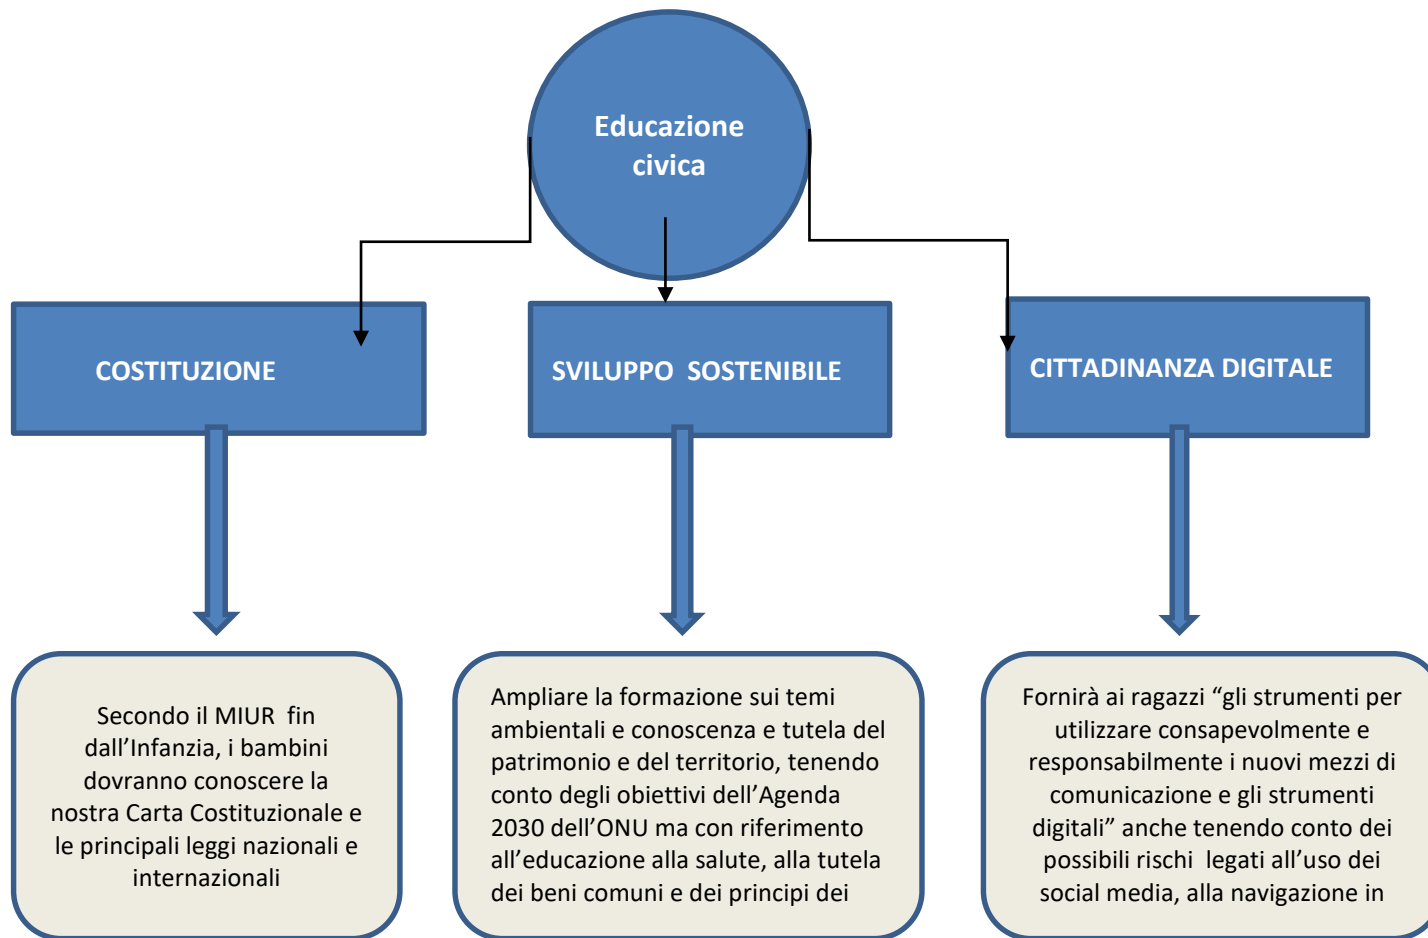 Educazione
civica
COSTITUZIONE
SVILUPPO  SOSTENIBILE
CITTADINANZA DIGITALE
Secondo il MIUR  fin
dall’Infanzia, i bambini
dovranno conoscere la
nostra Carta Costituzionale e
le principali leggi nazionali e
internazionali
Ampliare la formazione sui temi
ambientali e conoscenza e tutela del
patrimonio e del territorio, tenendo
conto degli obiettivi dell’Agenda
2030 dell’ONU ma con riferimento
all’educazione alla salute, alla tutela
dei beni comuni e dei principi dei
Fornirà ai ragazzi “gli strumenti per
utilizzare consapevolmente e
responsabilmente i nuovi mezzi di
comunicazione e gli strumenti
digitali” anche tenendo conto dei
possibili rischi  legati all’uso dei
social media, alla navigazione in